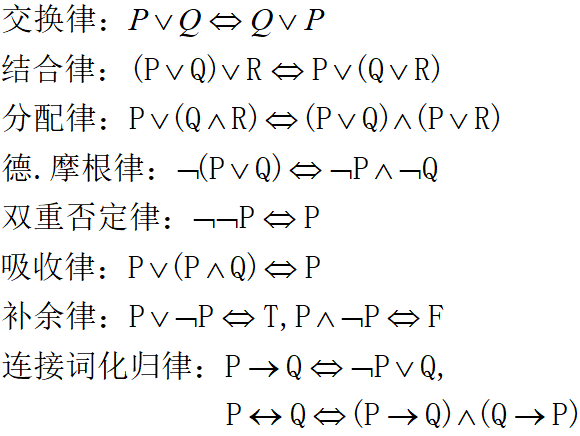 交换律：P∨Q⇔Q∨P
结合律：(P∨Q)∨R⇔P∨(Q∨R)
分配律：P∨(Q∧R)⇔(P∨Q)∧(P∨R)
德.摩根律：¬(P∨Q)⇔¬P∧¬Q
双重否定律：¬¬P⇔P
吸收律：P∨(P∧Q)⇔P
补余律：P∨¬P⇔T,P∧¬P⇔F
连接词化归律：P→Q⇔¬P∨Q,
P↔Q⇔(P→Q)∧(Q→P)